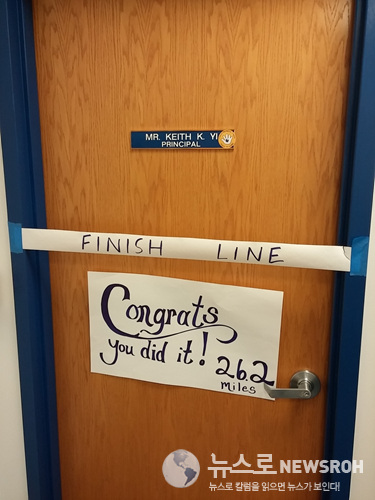 MR. KEITH K. YI
PRINCIPAL
FINISH LINE
Congrats
you did it! 26.2
miles
뉴스로 NEWSROH
뉴스로 칼럼을 읽으면 뉴스가 보인다!